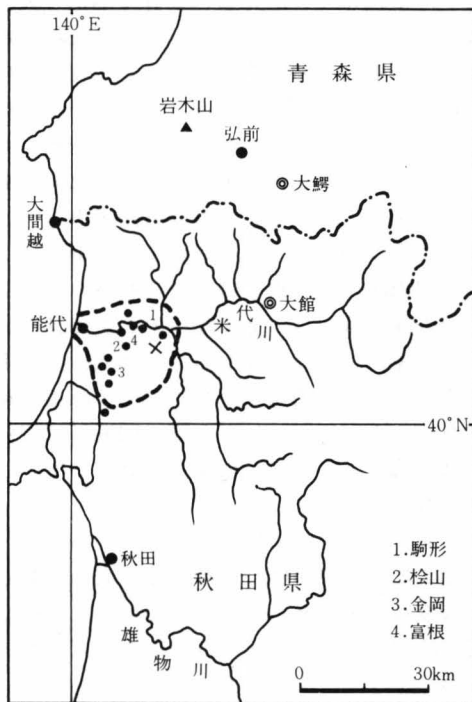 140°E
青森県
岩木山
弘前
大鰐
大間越
大館
能代
米代川
1
4
2
3
40°N
秋田
秋田県
雄物川
1.駒形
2.桧山
3.金岡
4.富根
0 30km